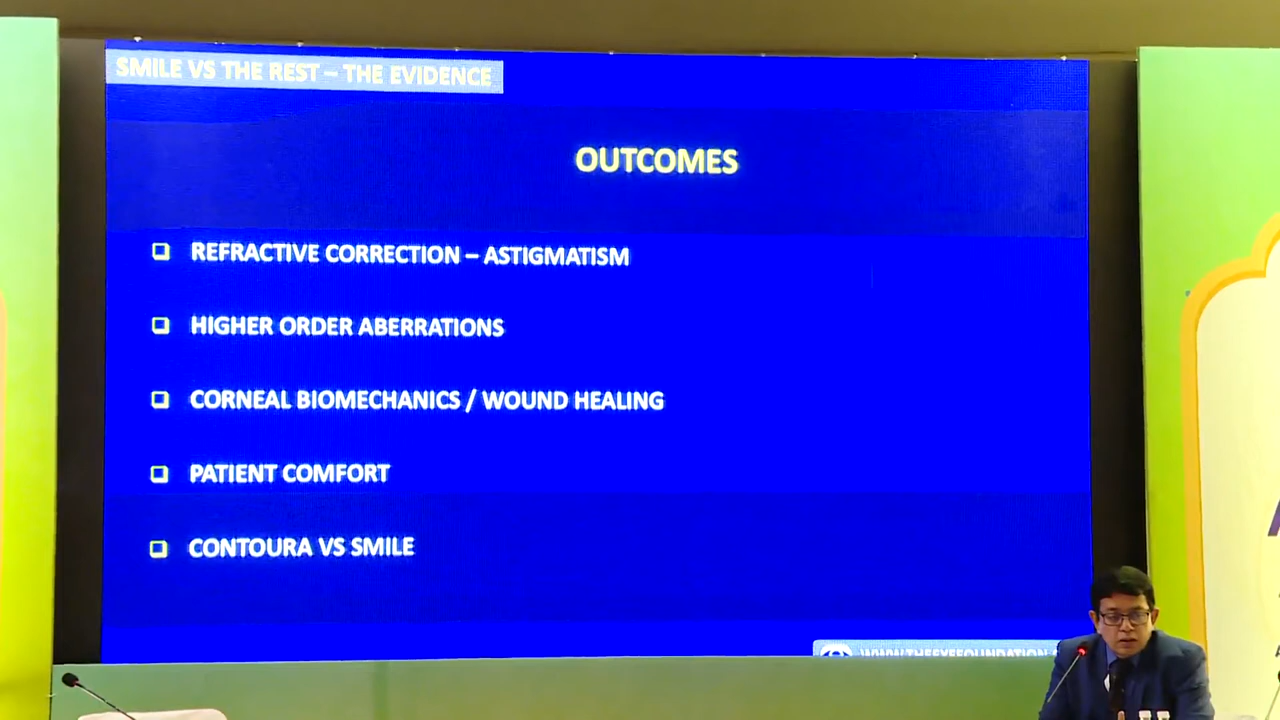 SMILE VS THE REST – THE EVIDENCE
OUTCOMES
REFRACTIVE CORRECTION – ASTIGMATISM
HIGHER ORDER ABERRATIONS
CORNEAL BIOMECHANICS / WOUND HEALING
PATIENT COMFORT
CONTOURA VS SMILE